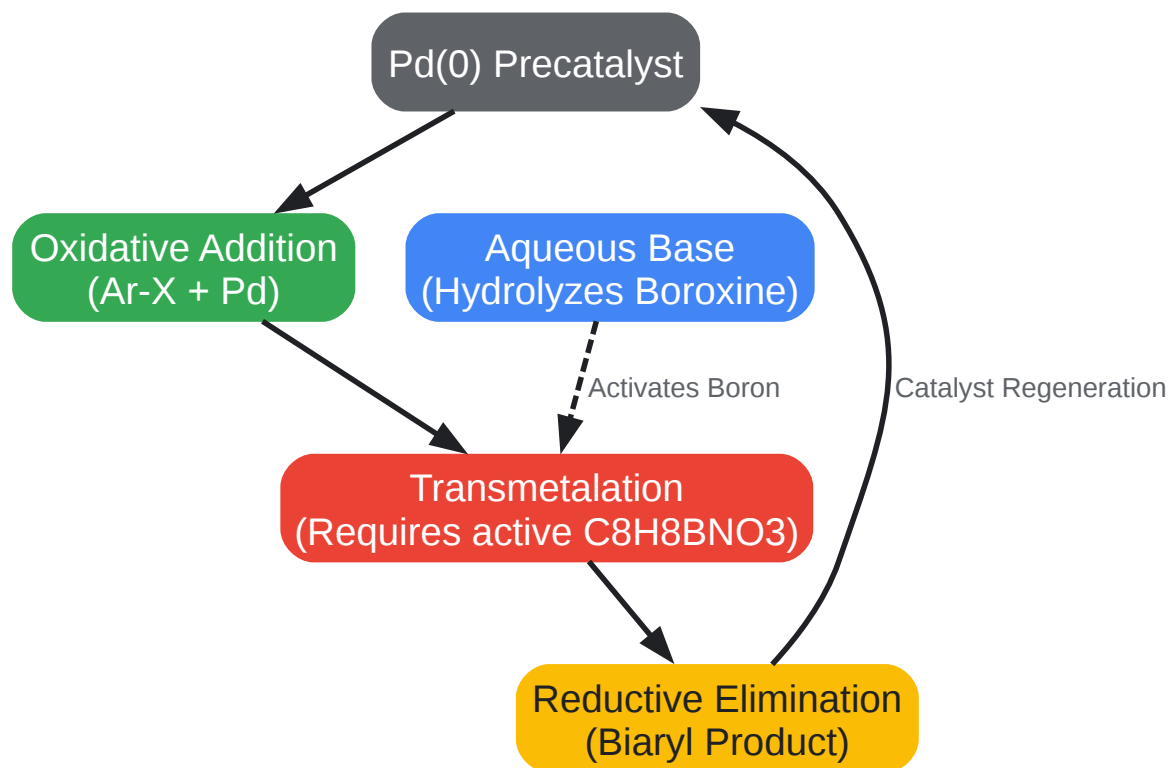 Pd(0) Precatalyst
Oxidative Addition
(Ar-X + Pd)
Aqueous Base
(Hydrolyzes Boroxine)
Activates Boron
Catalyst Regeneration
Transmetalation
(Requires active C8H8BNO3)
Reductive Elimination
(Biaryl Product)